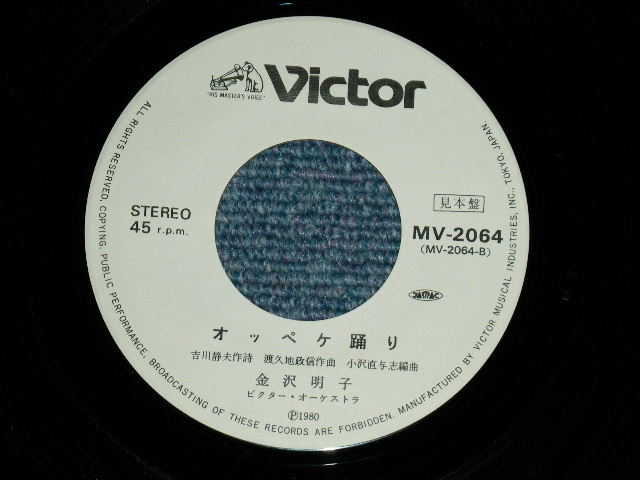 "HIS MASTER'S VOICE"
Victor
STEREO
45 r.p.m.
見本盤
MV-2064
(MV-2064-B)
オッペケ踊り
吉川静夫作詩 渡久地政信作曲 小沢直与志編曲
金沢明子
ビクター・オーケストラ
Ⓟ1980
ALL RIGHTS RESERVED. COPYING, PUBLIC PERFORMANCE, BROADCASTING OF THESE RECORDS ARE FORBIDDEN. MANUFACTURED BY VICTOR MUSICAL INDUSTRIES, INC., TOKYO, JAPAN.